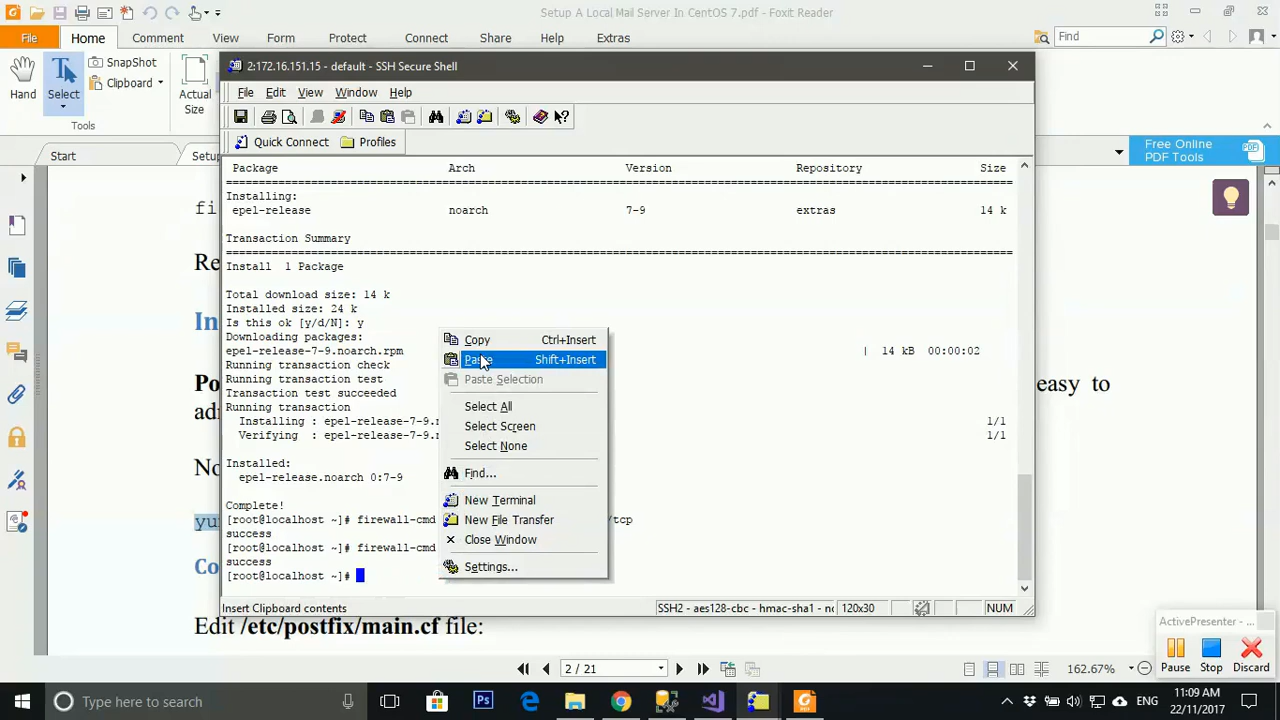 Setup A Local Mail Server In CentOS 7.pdf - Foxit Reader
File Home Comment View Form Protect Connect Share Help Extras
Find
Hand
Select
SnapShot
Clipboard
Actual
Size
Tools
Start
Setup
Free Online
PDF Tools
2:172.16.151.15 - default - SSH Secure Shell
File Edit View Window Help
Quick Connect Profiles
Package Arch Version Repository Size
Installing:
epel-release noarch 7-9 extras 14 k
Transaction Summary
Install 1 Package
Total download size: 14 k
Installed size: 24 k
Is this ok [y/d/N]: y
Downloading packages:
epel-release-7-9.noarch.rpm | 14 kB 00:00:02
Running transaction check
Running transaction test
Transaction test succeeded
Running transaction
Installing : epel-release-7-9.n 1/1
Verifying : epel-release-7-9.n 1/1
Installed:
epel-release.noarch 0:7-9
Complete!
[root@localhost ~]# firewall-cmd /tcp
success
[root@localhost ~]# firewall-cmd
success
[root@localhost ~]#
Copy Ctrl+Insert
Paste Shift+Insert
Paste Selection
Select All
Select Screen
Select None
Find...
New Terminal
New File Transfer
Close Window
Settings...
Insert Clipboard contents
SSH2 - aes128-cbc - hmac-sha1 - nc 120x30 NUM
fi
Re
In
Po easy to
ad
No
yu
Co
Edit /etc/postfix/main.cf file:
2 / 21
162.67%
ActivePresenter - ...
Pause Stop Discard
Type here to search
ENG
11:09 AM
22/11/2017